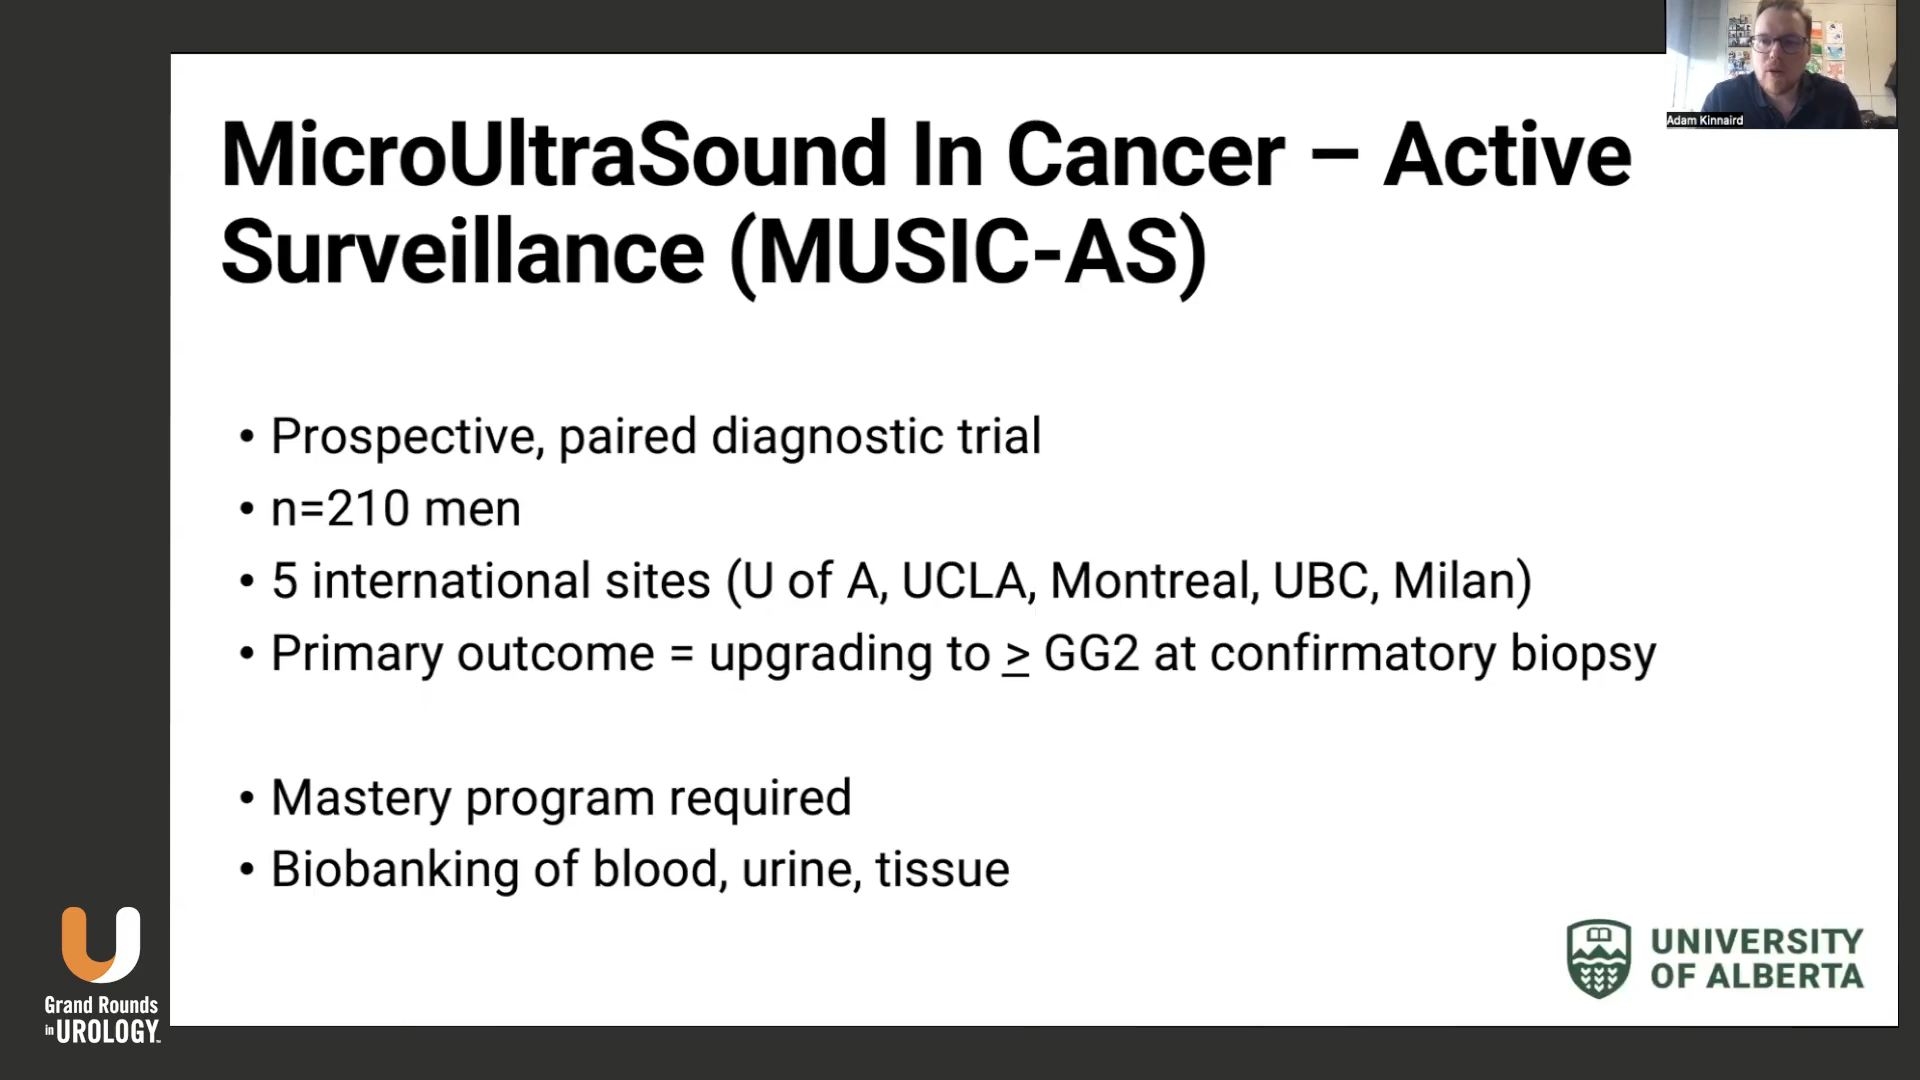 Adam Kinnaird
MicroUltraSound In Cancer – Active
Surveillance (MUSIC-AS)
• Prospective, paired diagnostic trial
• n=210 men
• 5 international sites (U of A, UCLA, Montreal, UBC, Milan)
• Primary outcome = upgrading to ≥ GG2 at confirmatory biopsy
• Mastery program required
• Biobanking of blood, urine, tissue
U
Grand Rounds
in UROLOGY™
UNIVERSITY
OF ALBERTA